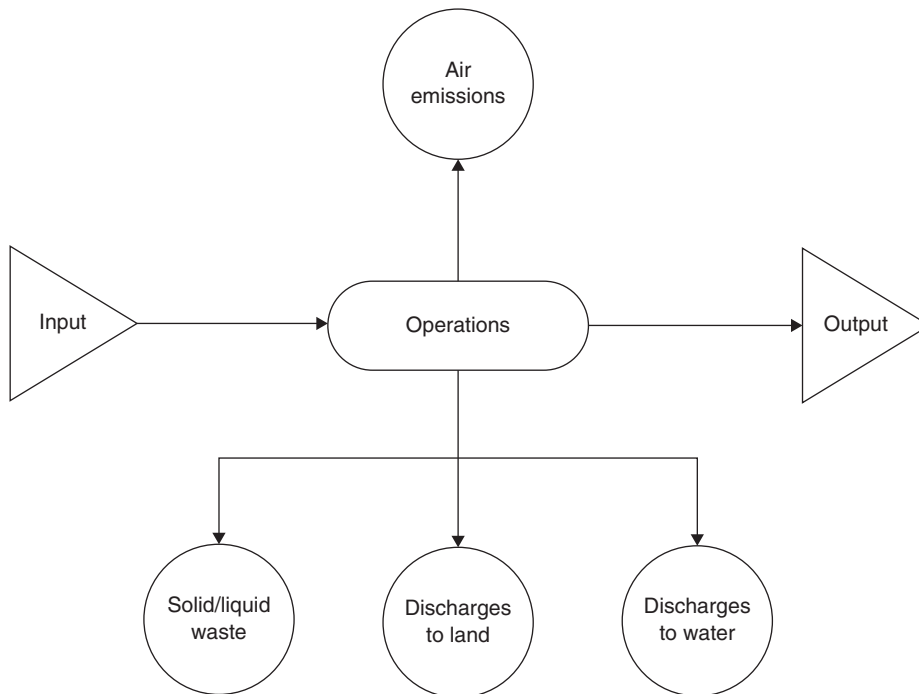 Air
emissions
Input
Operations
Output
Solid/liquid
waste
Discharges
to land
Discharges
to water